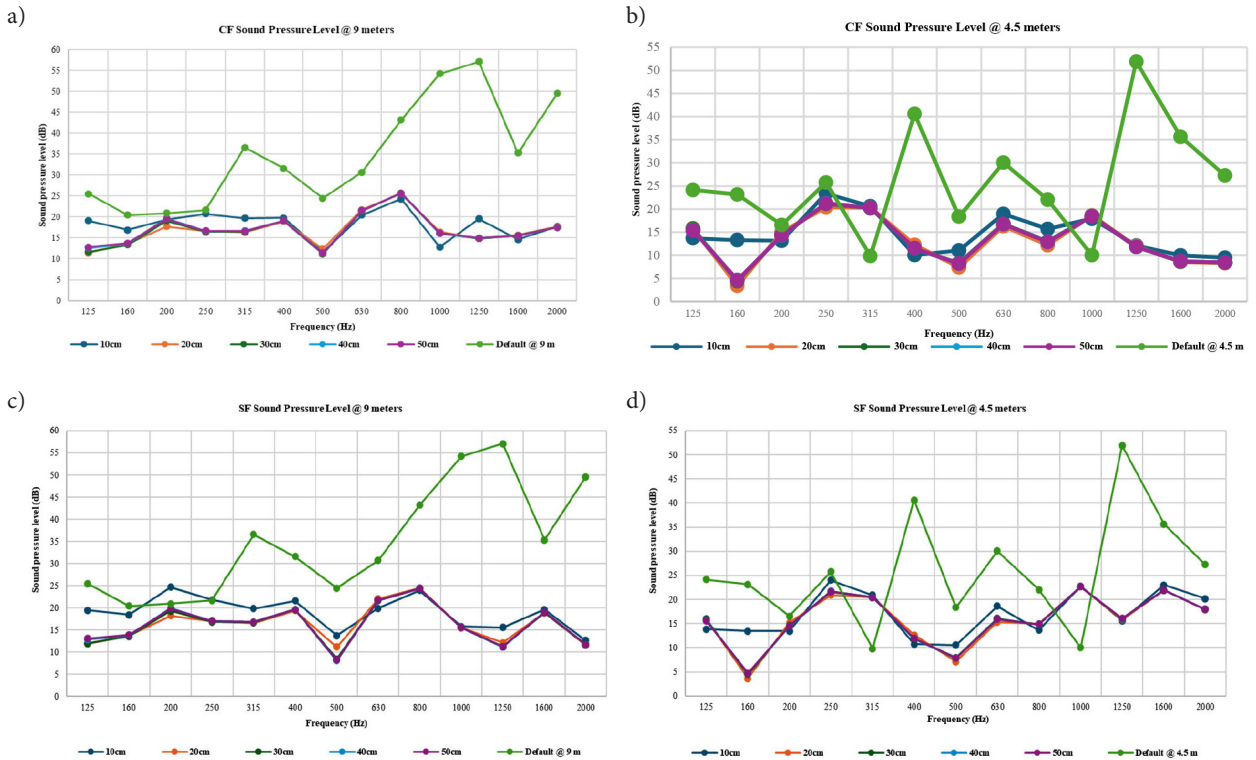 a)
CF Sound Pressure Level @ 9 meters
60
55
50
45
40
35
30
25
20
15
10
5
0
Sound pressure level (dB)
125 160 200 250 315 400 500 630 800 1000 1250 1600 2000
Frequency (Hz)
10cm 20cm 30cm 40cm 50cm Default @ 9 m
b)
CF Sound Pressure Level @ 4.5 meters
55
50
45
40
35
30
25
20
15
10
5
0
Sound pressure level (dB)
125 160 200 250 315 400 500 630 800 1000 1250 1600 2000
Frequency (Hz)
10cm 20cm 30cm 40cm 50cm Default @ 4.5 m
c)
SF Sound Pressure Level @ 9 meters
60
55
50
45
40
35
30
25
20
15
10
5
0
Sound pressure level (dB)
125 160 200 250 315 400 500 630 800 1000 1250 1600 2000
Frequency (Hz)
10cm 20cm 30cm 40cm 50cm Default @ 9 m
d)
SF Sound Pressure Level @ 4.5 meters
55
50
45
40
35
30
25
20
15
10
5
0
Sound pressure level (dB)
125 160 200 250 315 400 500 630 800 1000 1250 1600 2000
Frequency (Hz)
10cm 20cm 30cm 40cm 50cm Default @ 4.5 m